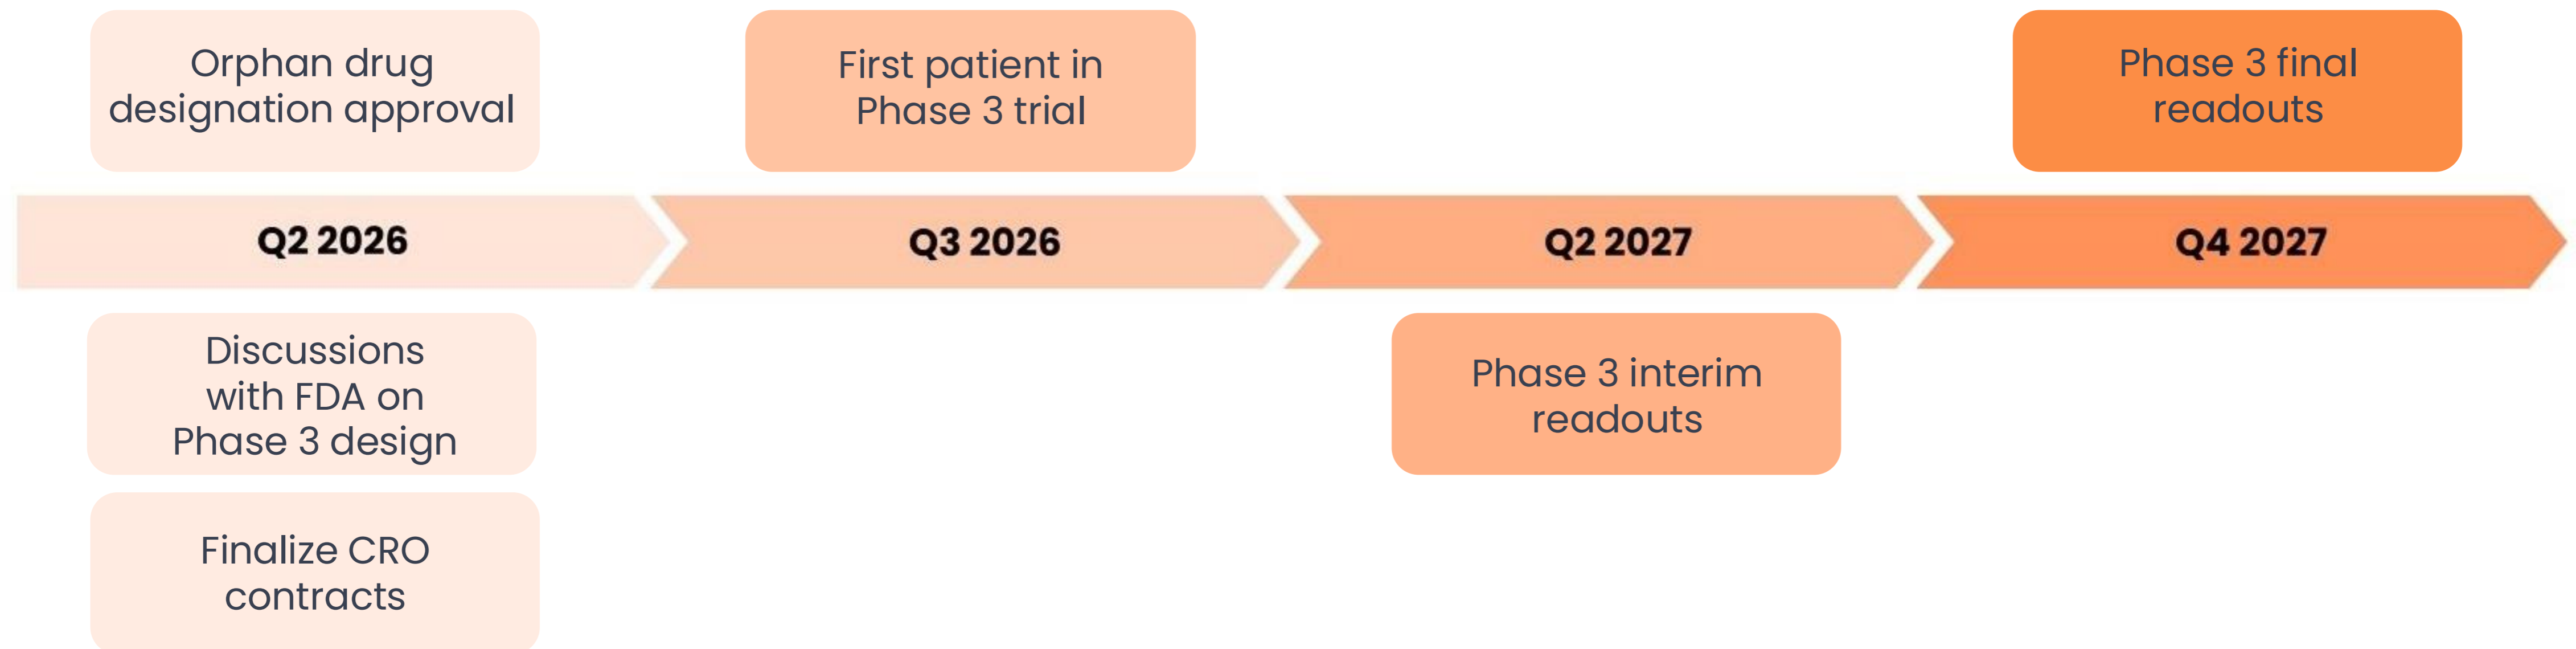 Orphan drug
designation approval
First patient in
Phase 3 trial
Phase 3 final
readouts
Q2 2026
Q3 2026
Q2 2027
Q4 2027
Discussions
with FDA on
Phase 3 design
Phase 3 interim
readouts
Finalize CRO
contracts